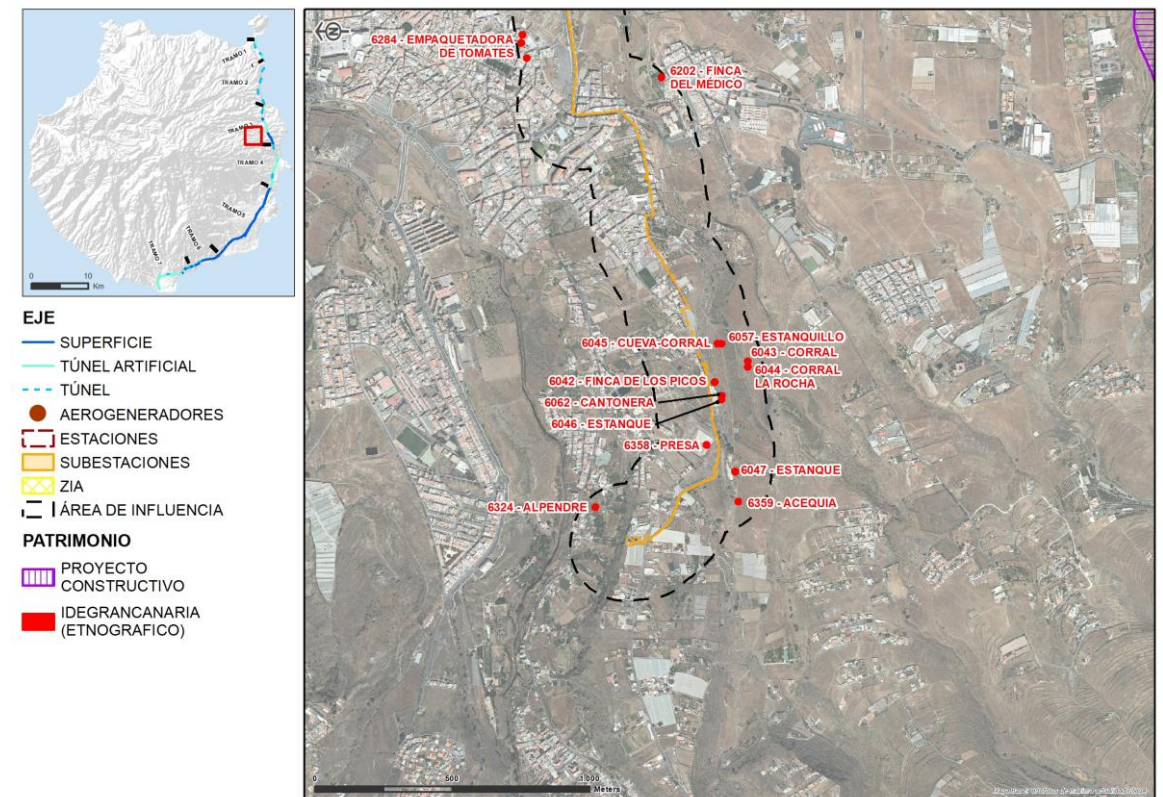 TRAMO 1
TRAMO 2
TRAMO 3
TRAMO 4
TRAMO 5
TRAMO 6
TRAMO 7
0 10
Km
EJE
SUPERFICIE
TÚNEL ARTIFICIAL
TÚNEL
AEROGENERADORES
ESTACIONES
SUBESTACIONES
ZIA
ÁREA DE INFLUENCIA
PATRIMONIO
PROYECTO
CONSTRUCTIVO
IDEGRANCANARIA
(ETNOGRAFICO)
N
6284 - EMPAQUETADORA
DE TOMATES
6202 - FINCA
DEL MÉDICO
6045 - CUEVA-CORRAL
6057 - ESTANQUILLO
6043 - CORRAL
6044 - CORRAL
LA ROCHA
6042 - FINCA DE LOS PICOS
6062 - CANTONERA
6046 - ESTANQUE
6358 - PRESA
6047 - ESTANQUE
6324 - ALPENDRE
6359 - ACEQUIA
0 500 1.000
Meters